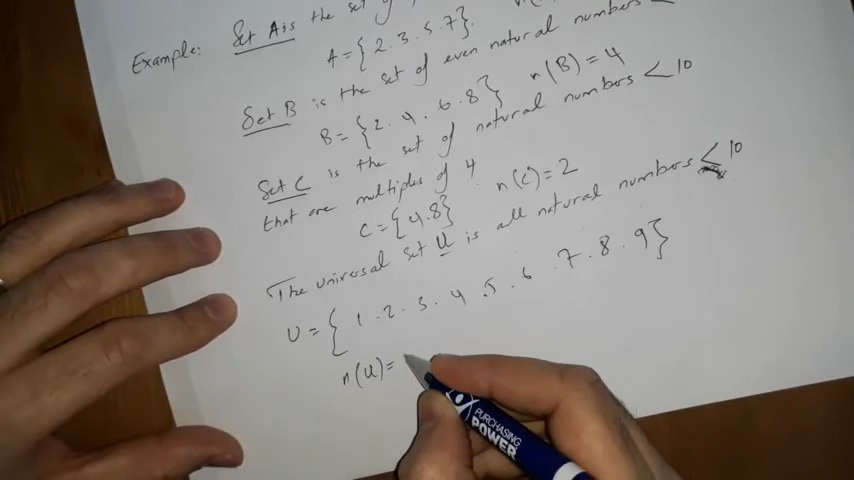 Example: Set A is the set of
A = {2.3.5.7}.
Set B is the set of even natural numbers <
B = {2.4.6.8} n(B) = 4
Set C is the set of natural numbers < 10
that are multiples of 4
C = {4.8} n(C) = 2
The universal set U is all natural numbers < 10
U = { 1.2.3.4.5.6.7.8.9}
n(U) =
PURCHASING
POWER